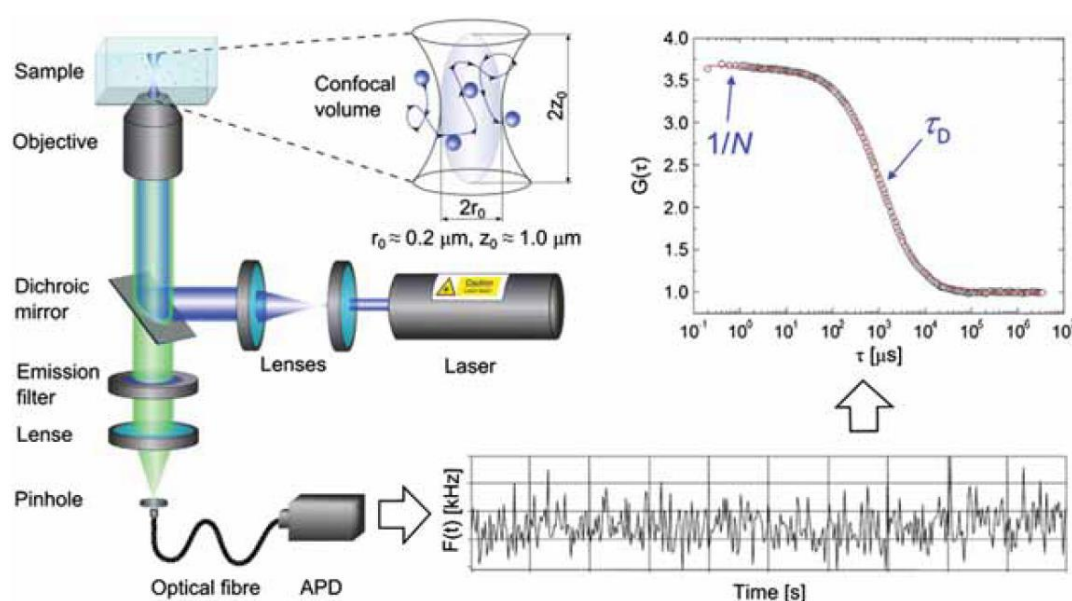 Sample
Objective
Dichroic
mirror
Emission
filter
Lense
Pinhole
Optical fibre
APD
Lenses
Laser
Caution
Confocal
volume
2z₀
2r₀
r₀ ≈ 0.2 μm, z₀ ≈ 1.0 μm
G(τ)
4.0
3.5
3.0
2.5
2.0
1.5
1.0
1/N
τ_D
10⁻¹ 10⁰ 10¹ 10² 10³ 10⁴ 10⁵ 10⁶ 10⁷
τ [μs]
F(t) [kHz]
Time [s]